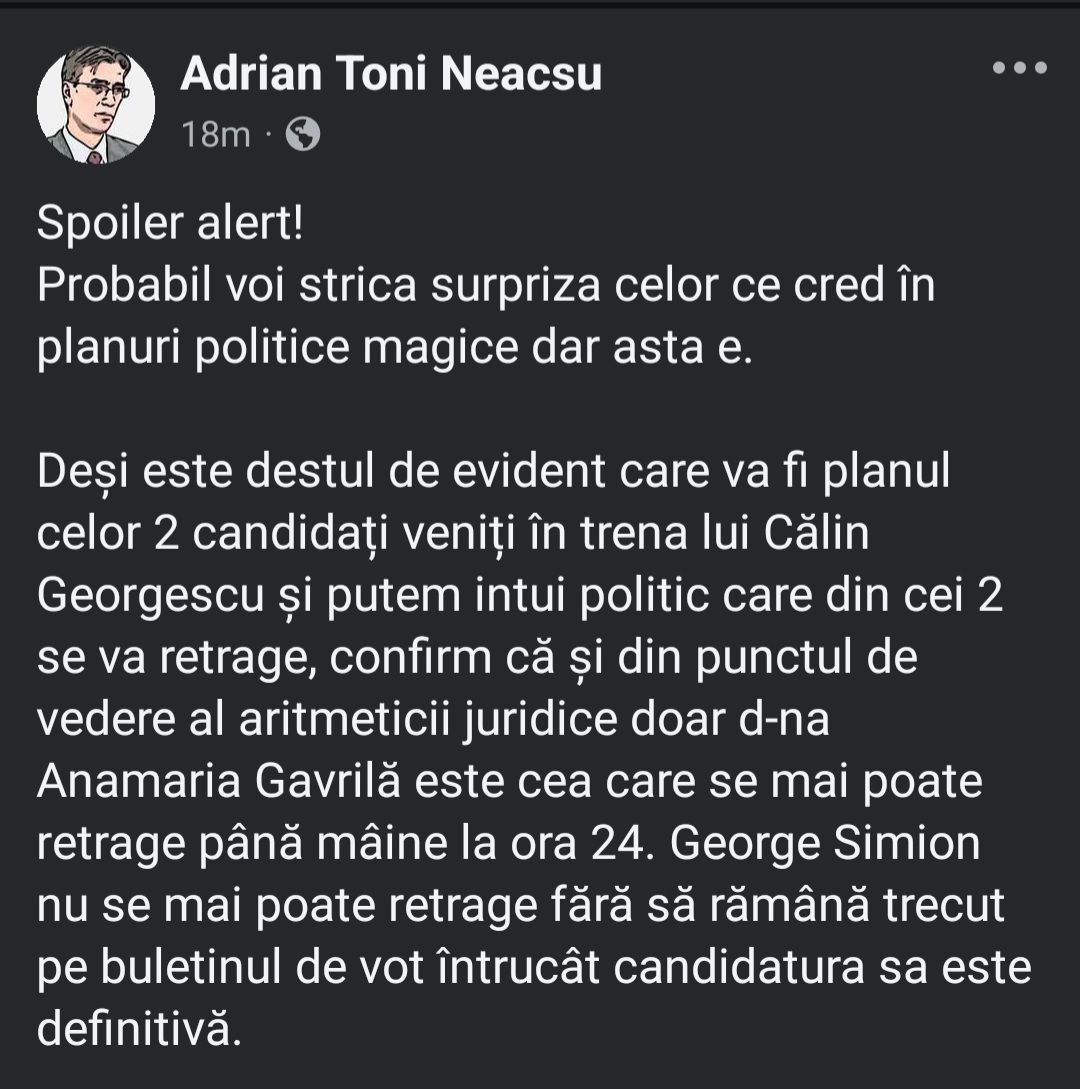 Adrian Toni Neacsu
18m ·
Spoiler alert!
Probabil voi strica surpriza celor ce cred în
planuri politice magice dar asta e.
Deși este destul de evident care va fi planul
celor 2 candidați veniți în trena lui Călin
Georgescu și putem intui politic care din cei 2
se va retrage, confirm că și din punctul de
vedere al aritmeticii juridice doar d-na
Anamaria Gavrilă este cea care se mai poate
retrage până mâine la ora 24. George Simion
nu se mai poate retrage fără să rămână trecut
pe buletinul de vot întrucât candidatura sa este
definitivă.